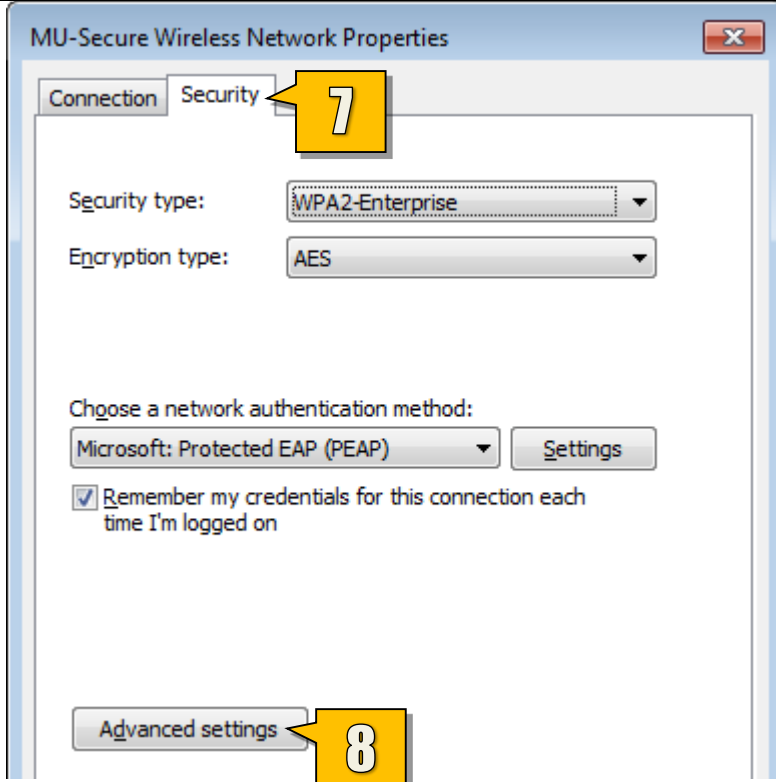 MU-Secure Wireless Network Properties
Connection Security 7
Security type: WPA2-Enterprise
Encryption type: AES
Choose a network authentication method:
Microsoft: Protected EAP (PEAP) Settings
Remember my credentials for this connection each
time I'm logged on
Advanced settings 8